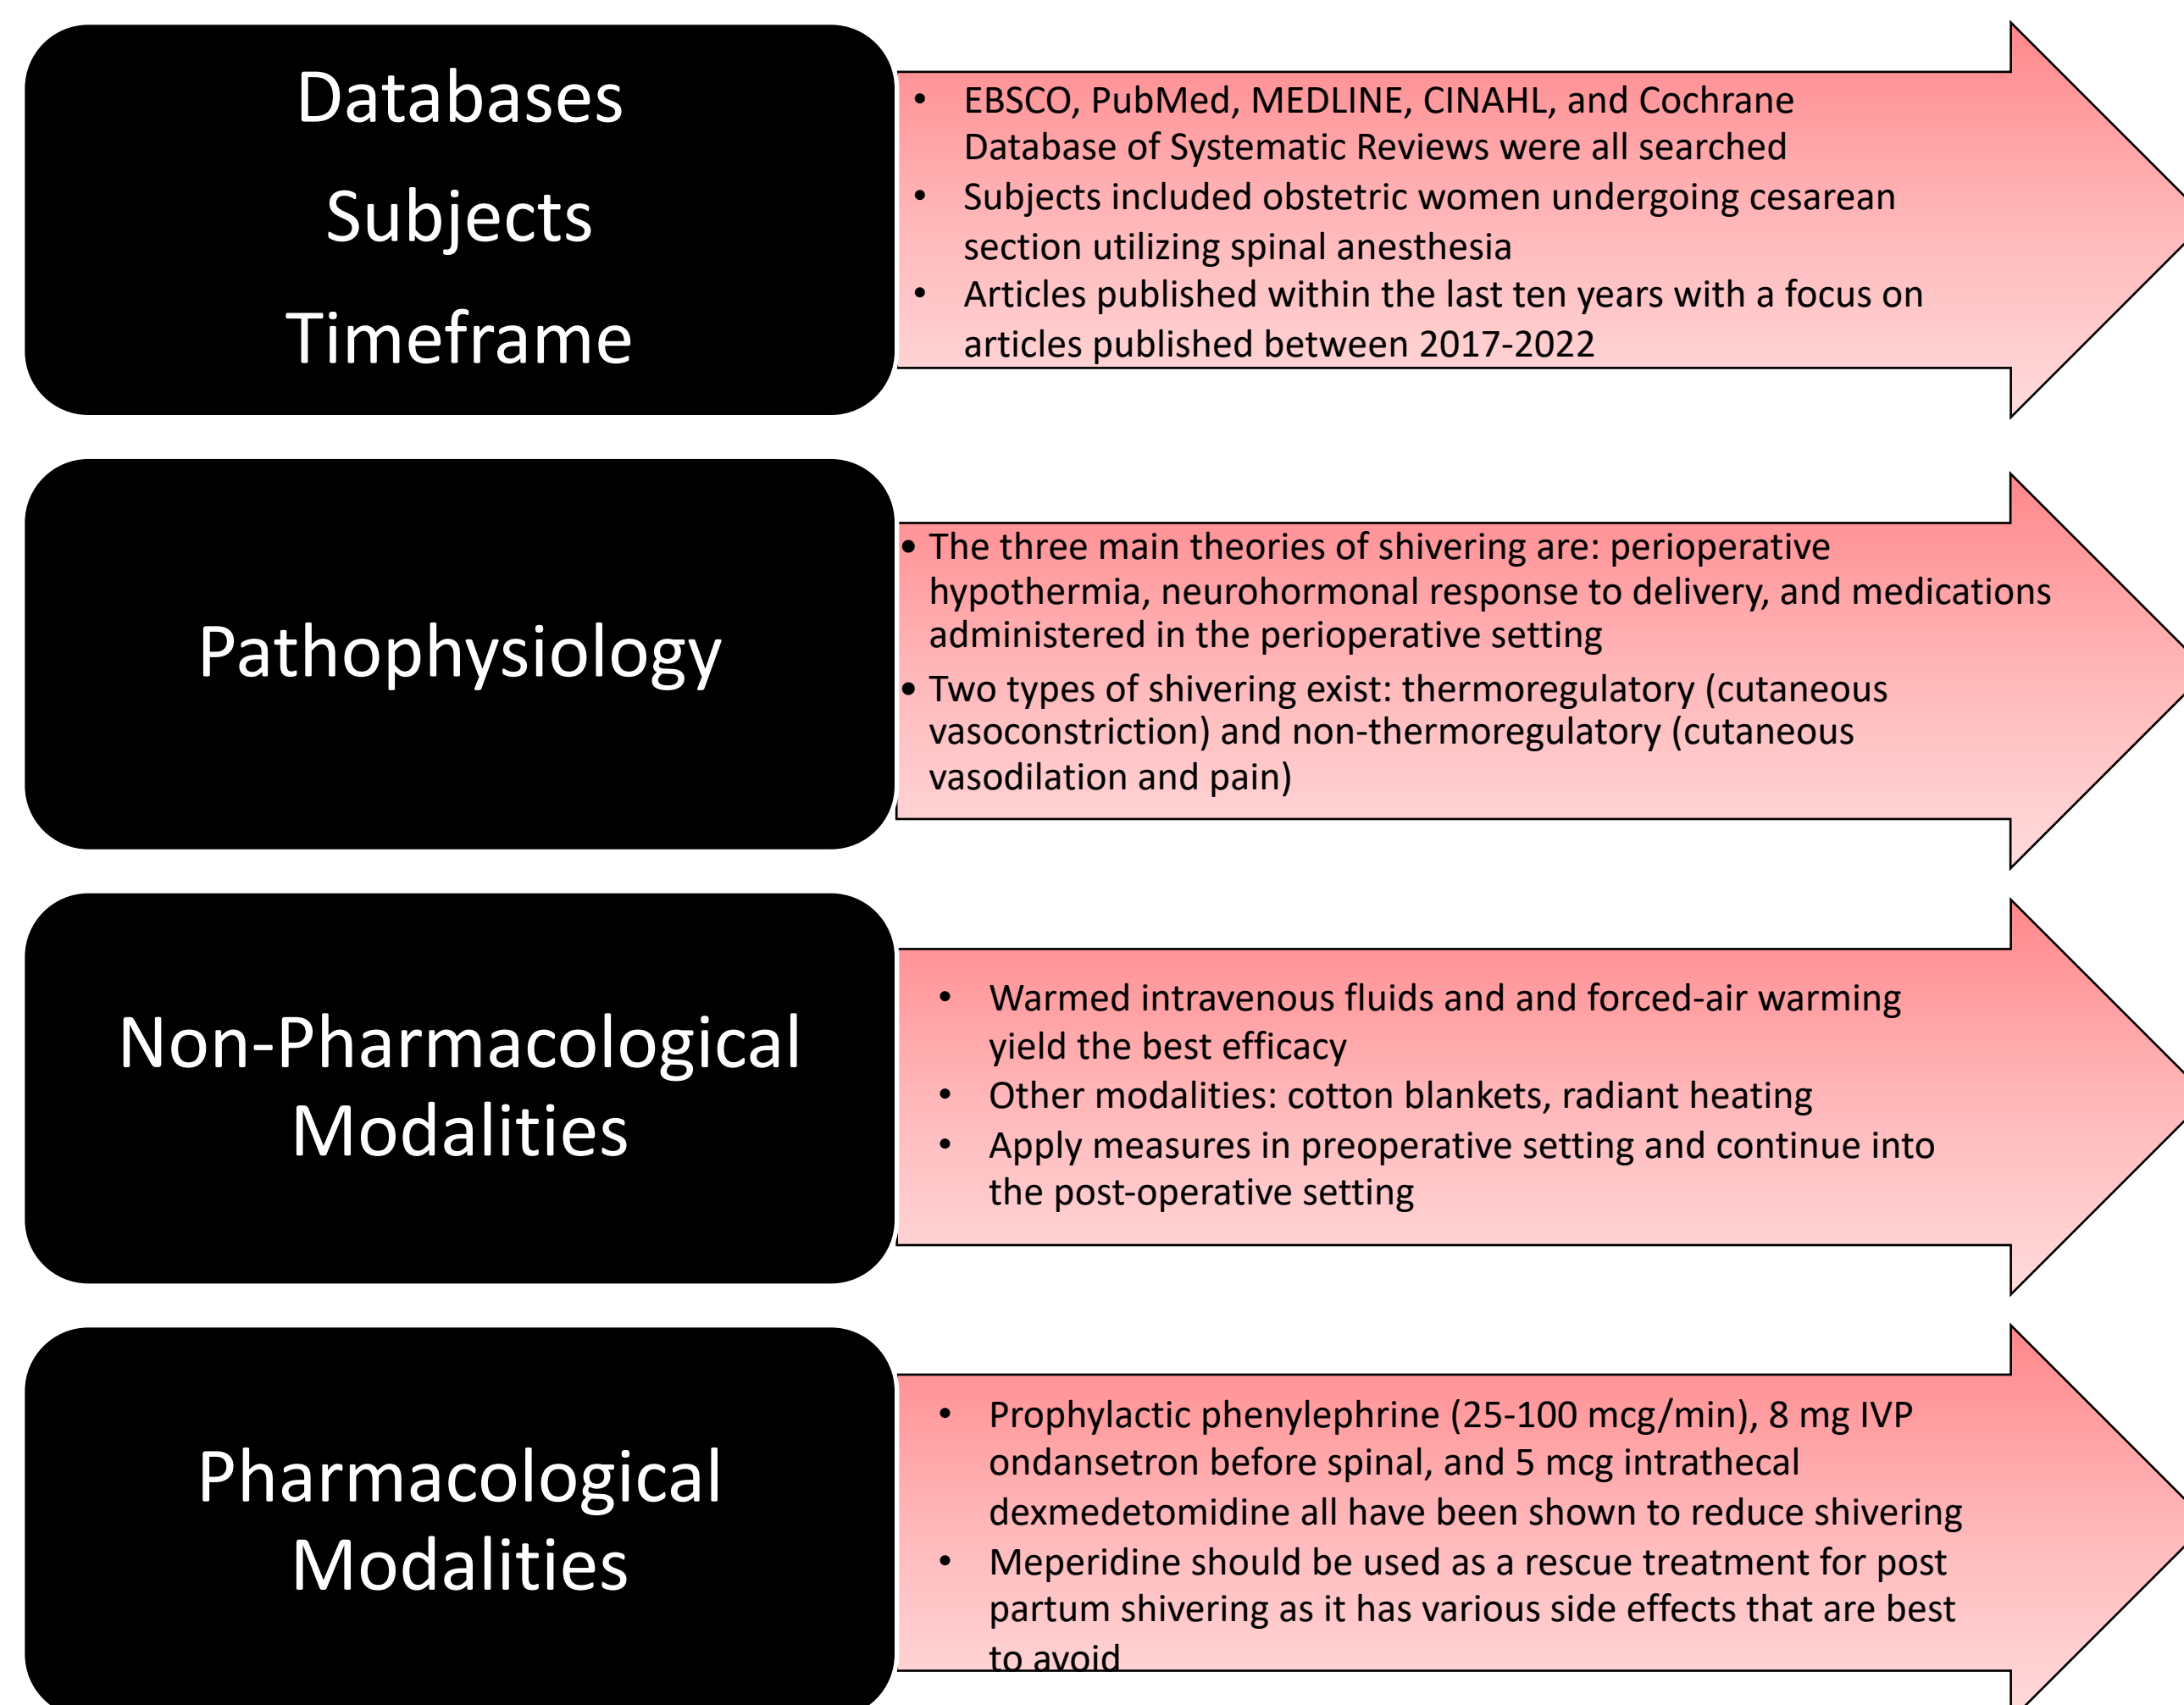 Databases
Subjects
Timeframe
• EBSCO, PubMed, MEDLINE, CINAHL, and Cochrane
Database of Systematic Reviews were all searched
• Subjects included obstetric women undergoing cesarean
section utilizing spinal anesthesia
• Articles published within the last ten years with a focus on
articles published between 2017-2022
Pathophysiology
• The three main theories of shivering are: perioperative
hypothermia, neurohormonal response to delivery, and medications
administered in the perioperative setting
• Two types of shivering exist: thermoregulatory (cutaneous
vasoconstriction) and non-thermoregulatory (cutaneous
vasodilation and pain)
Non-Pharmacological
Modalities
• Warmed intravenous fluids and and forced-air warming
yield the best efficacy
• Other modalities: cotton blankets, radiant heating
• Apply measures in preoperative setting and continue into
the post-operative setting
Pharmacological
Modalities
• Prophylactic phenylephrine (25-100 mcg/min), 8 mg IVP
ondansetron before spinal, and 5 mcg intrathecal
dexmedetomidine all have been shown to reduce shivering
• Meperidine should be used as a rescue treatment for post
partum shivering as it has various side effects that are best
to avoid